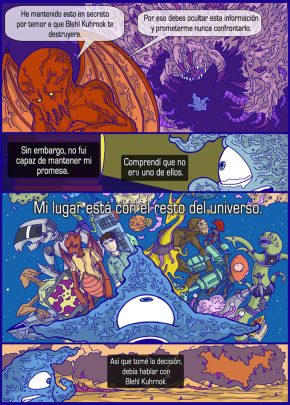 He mantenido esto en secreto
por temor a que Blehl Kuhrnok te
destruyera.
Por eso debes ocultar esta información
y prometerme nunca confrontarlo.
Sin embargo, no fui
capaz de mantener mi
promesa.
Comprendí que no
era uno de ellos.
Mi lugar está con el resto del universo.
Así que tomé la decisión,
debía hablar con
Blehl Kuhrnok.